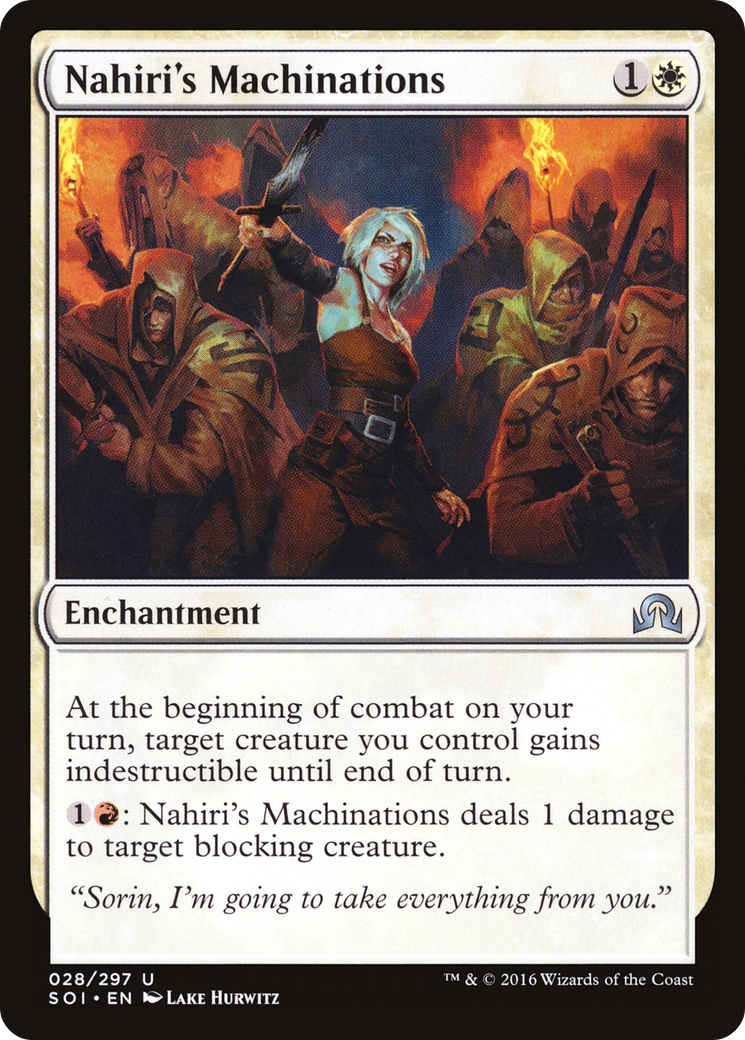 Nahiri's Machinations 1
Enchantment
At the beginning of combat on your
turn, target creature you control gains
indestructible until end of turn.
1 : Nahiri's Machinations deals 1 damage
to target blocking creature.
“Sorin, I'm going to take everything from you.”
028/297 U
SOI • EN Lake Hurwitz
™ & © 2016 Wizards of the Coast